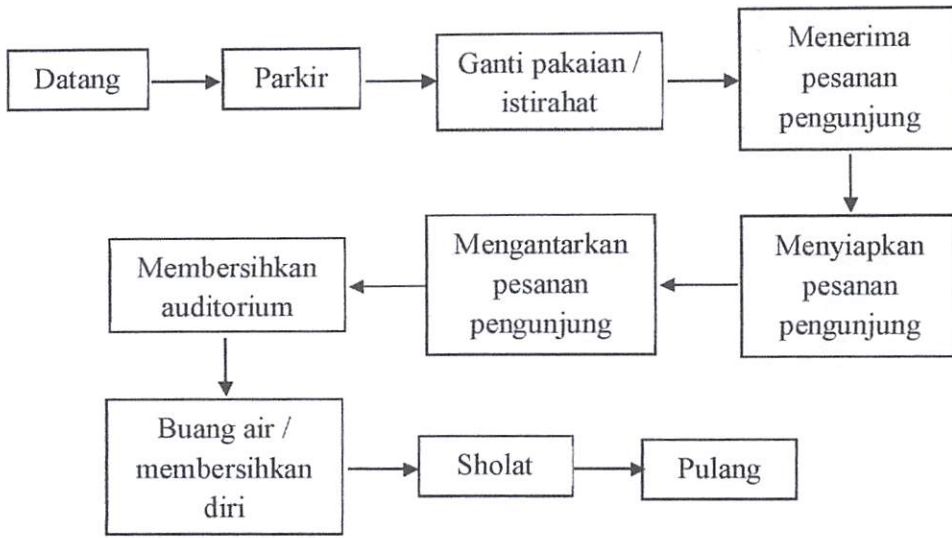 Datang
Parkir
Ganti pakaian /
istirahat
Menerima
pesanan
pengunjung
Menyiapkan
pesanan
pengunjung
Mengantarkan
pesanan
pengunjung
Membersihkan
auditorium
Buang air /
membersihkan
diri
Sholat
Pulang